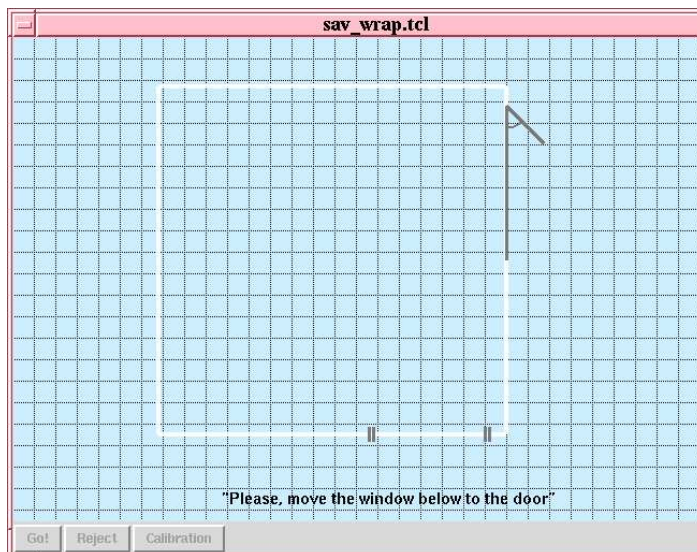 sav_wrap.tcl
"Please, move the window below to the door"
Go! Reject Calibration